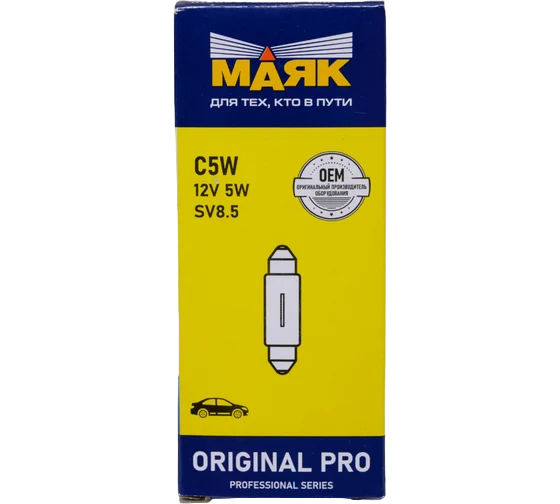 МАЯК
ДЛЯ ТЕХ, КТО В ПУТИ
C5W
12V 5W
SV8.5
OEM
ОРИГИНАЛЬНЫЙ ПРОИЗВОДИТЕЛЬ
ОБОРУДОВАНИЯ
ORIGINAL PRO
PROFESSIONAL SERIES